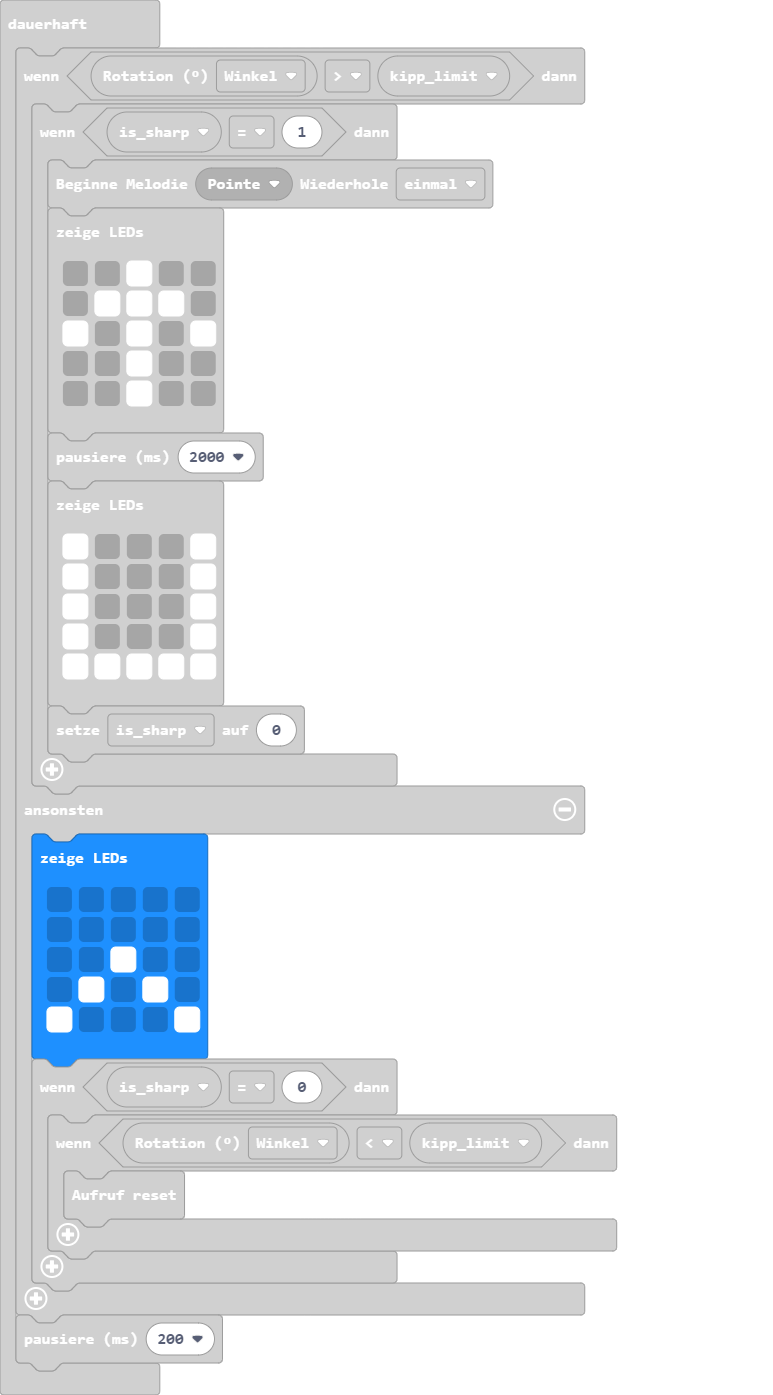 dauerhaft
wenn Rotation (º) Winkel > kipp_limit dann
wenn is_sharp = 1 dann
Beginne Melodie Pointe Wiederhole einmal
zeige LEDs
pausiere (ms) 2000
zeige LEDs
setze is_sharp auf 0
ansonsten
zeige LEDs
wenn is_sharp = 0 dann
wenn Rotation (º) Winkel < kipp_limit dann
Aufruf reset
pausiere (ms) 200